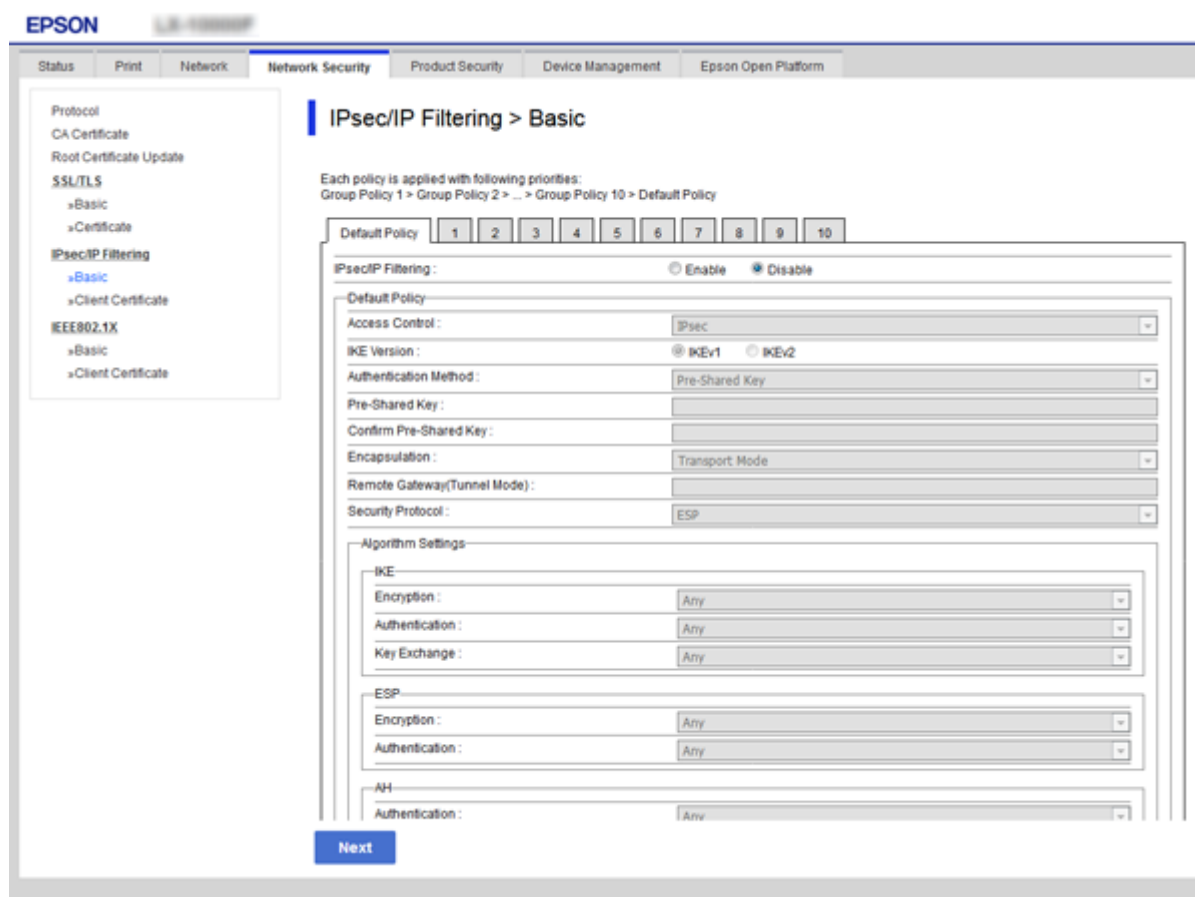 EPSON
Status Print Network Network Security Product Security Device Management Epson Open Platform
Protocol
CA Certificate
Root Certificate Update
SSL/TLS
»Basic
»Certificate
IPsec/IP Filtering
»Basic
»Client Certificate
IEEE802.1X
»Basic
»Client Certificate
IPsec/IP Filtering > Basic
Each policy is applied with following priorities:
Group Policy 1 > Group Policy 2 > ... > Group Policy 10 > Default Policy
Default Policy 1 2 3 4 5 6 7 8 9 10
IPsec/IP Filtering : Enable Disable
Default Policy
Access Control : IPsec
IKE Version : IKEv1 IKEv2
Authentication Method : Pre-Shared Key
Pre-Shared Key :
Confirm Pre-Shared Key :
Encapsulation : Transport Mode
Remote Gateway(Tunnel Mode) :
Security Protocol : ESP
Algorithm Settings
IKE
Encryption : Any
Authentication : Any
Key Exchange : Any
ESP
Encryption : Any
Authentication : Any
AH
Authentication : Any
Next